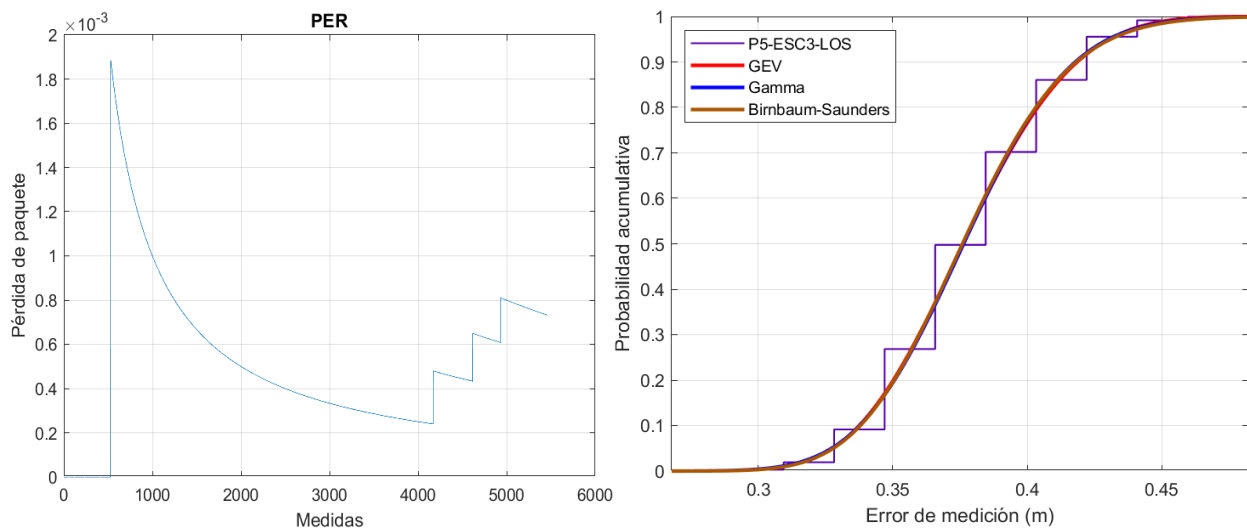 PER
×10⁻³
2
1.8
1.6
1.4
1.2
1
0.8
0.6
0.4
0.2
0
Pérdida de paquete
0 1000 2000 3000 4000 5000 6000
Medidas
1
0.9
0.8
0.7
0.6
0.5
0.4
0.3
0.2
0.1
0
Probabilidad acumulativa
P5-ESC3-LOS
GEV
Gamma
Birnbaum-Saunders
0.3 0.35 0.4 0.45
Error de medición (m)